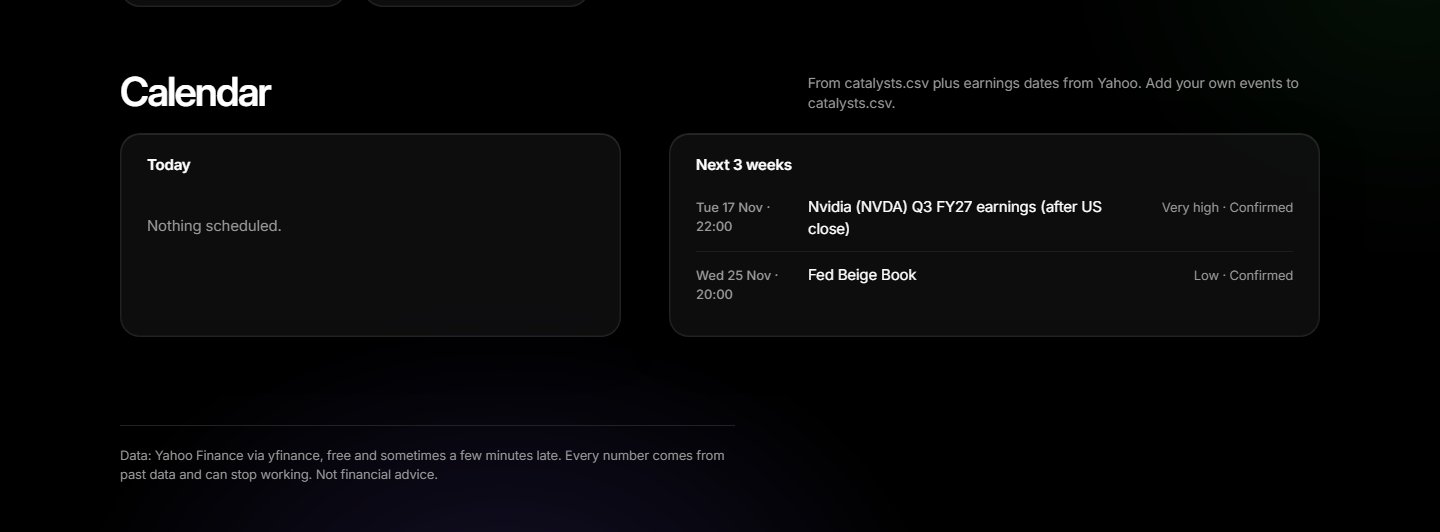 Calendar
From catalysts.csv plus earnings dates from Yahoo. Add your own events to
catalysts.csv.
Today
Nothing scheduled.
Next 3 weeks
Tue 17 Nov ·
22:00
Nvidia (NVDA) Q3 FY27 earnings (after US
close)
Very high · Confirmed
Wed 25 Nov ·
20:00
Fed Beige Book
Low · Confirmed
Data: Yahoo Finance via yfinance, free and sometimes a few minutes late. Every number comes from
past data and can stop working. Not financial advice.